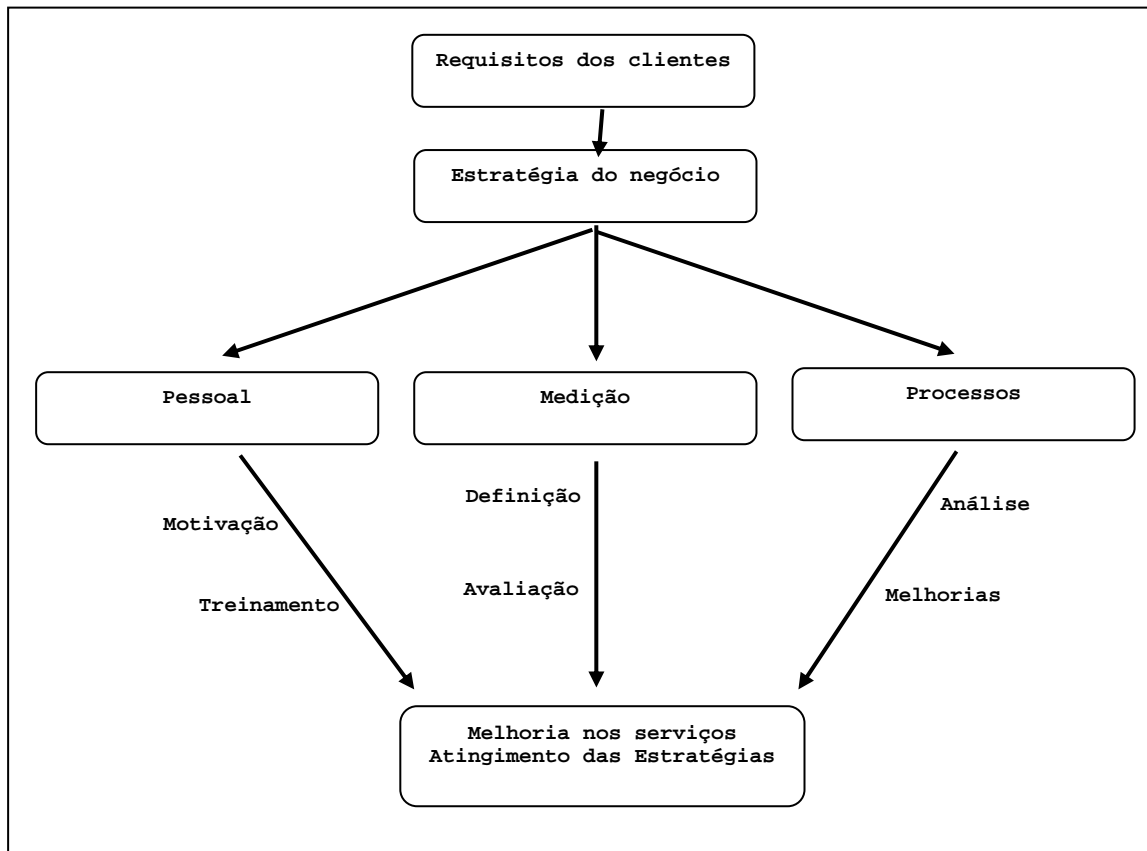 Requisitos dos clientes
Estratégia do negócio
Pessoal
Medição
Processos
Motivação
Treinamento
Definição
Avaliação
Análise
Melhorias
Melhoria nos serviços
Atingimento das Estratégias